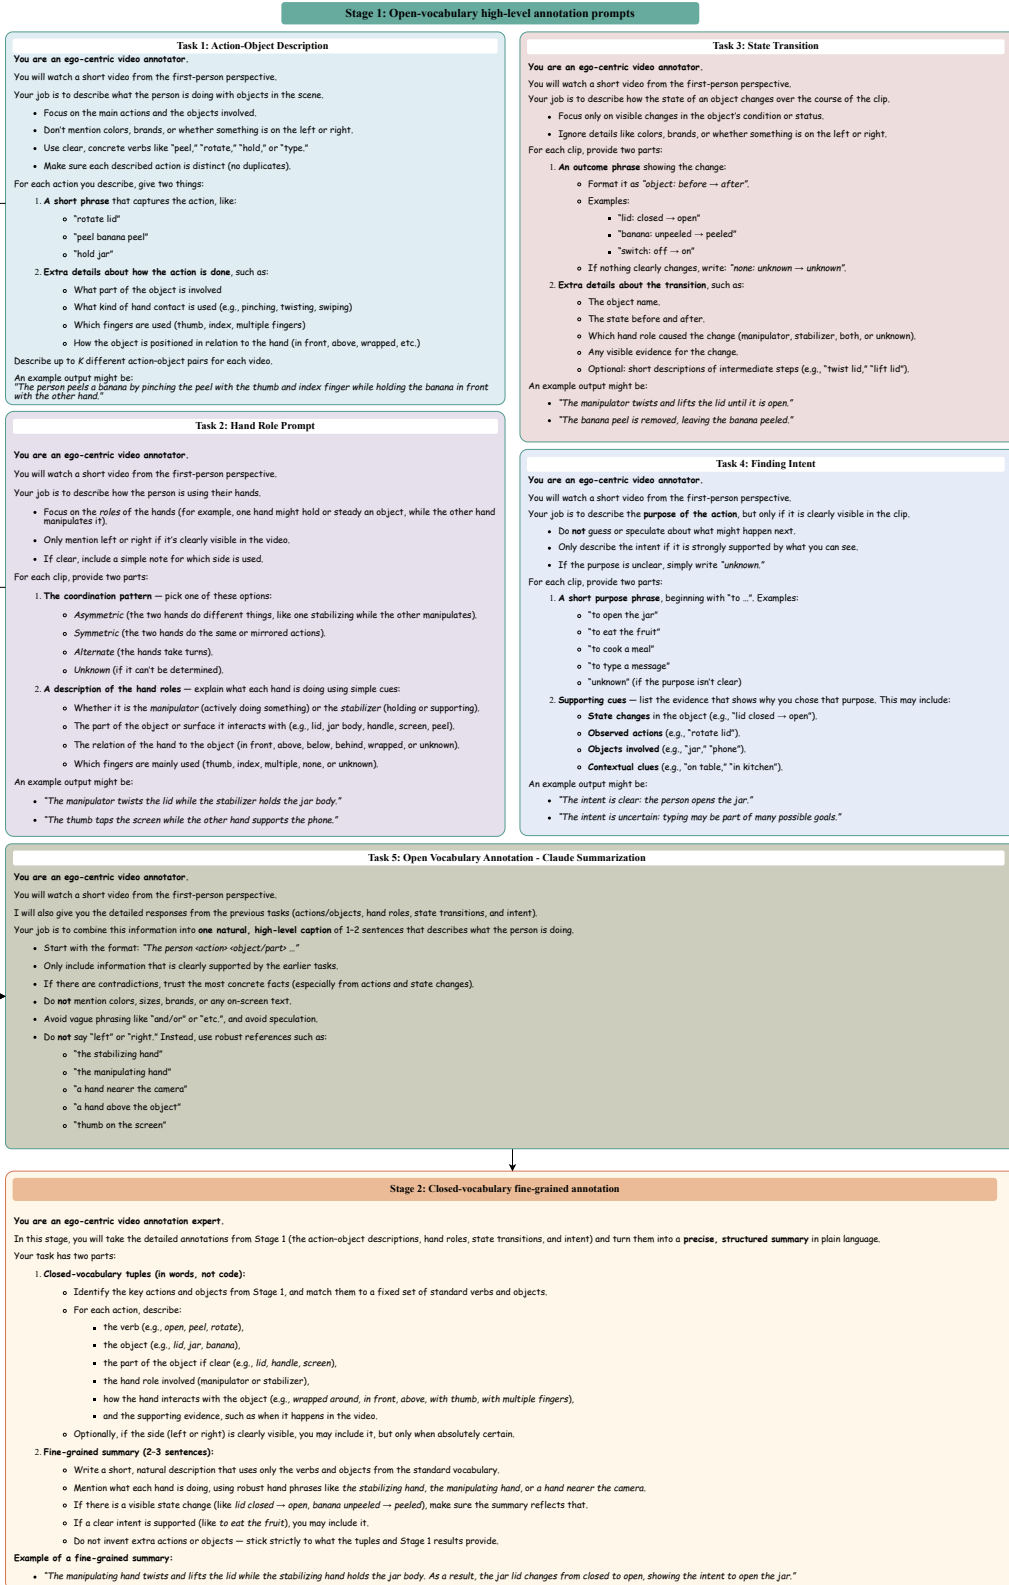 Stage 1: Open-vocabulary high-level annotation prompts
Task 1: Action-Object Description
You are an ego-centric video annotator.
You will watch a short video from the first-person perspective.
Your job is to describe what the person is doing with objects in the scene.
• Focus on the main actions and the objects involved.
• Don't mention colors, brands, or whether something is on the left or right.
• Use clear, concrete verbs like "peel," "rotate," "hold," or "type."
• Make sure each described action is distinct (no duplicates).
For each action you describe, give two things:
1. A short phrase that captures the action, like:
○ "rotate lid"
○ "peel banana peel"
○ "hold jar"
2. Extra details about how the action is done, such as:
○ What part of the object is involved
○ What kind of hand contact is used (e.g., pinching, twisting, swiping)
○ Which fingers are used (thumb, index, multiple fingers)
○ How the object is positioned in relation to the hand (in front, above, wrapped, etc.)
Describe up to K different action-object pairs for each video.
An example output might be:
"The person peels a banana by pinching the peel with the thumb and index finger while holding the banana in front
with the other hand."
Task 2: Hand Role Prompt
You are an ego-centric video annotator.
You will watch a short video from the first-person perspective.
Your job is to describe how the person is using their hands.
• Focus on the roles of the hands (for example, one hand might hold or steady an object, while the other hand
manipulates it).
• Only mention left or right if it's clearly visible in the video.
• If clear, include a simple note for which side is used.
For each clip, provide two parts:
1. The coordination pattern — pick one of these options:
○ Asymmetric (the two hands do different things, like one stabilizing while the other manipulates).
○ Symmetric (the two hands do the same or mirrored actions).
○ Alternate (the hands take turns).
○ Unknown (if it can't be determined).
2. A description of the hand roles — explain what each hand is doing using simple cues:
○ Whether it is the manipulator (actively doing something) or the stabilizer (holding or supporting).
○ The part of the object or surface it interacts with (e.g., lid, jar body, handle, screen, peel).
○ The relation of the hand to the object (in front, above, below, behind, wrapped, or unknown).
○ Which fingers are mainly used (thumb, index, multiple, none, or unknown).
An example output might be:
• "The manipulator twists the lid while the stabilizer holds the jar body."
• "The thumb taps the screen while the other hand supports the phone."
Task 3: State Transition
You are an ego-centric video annotator.
You will watch a short video from the first-person perspective.
Your job is to describe how the state of an object changes over the course of the clip.
• Focus only on visible changes in the object's condition or status.
• Ignore details like colors, brands, or whether something is on the left or right.
For each clip, provide two parts:
1. An outcome phrase showing the change:
○ Format it as "object: before → after".
○ Examples:
▪ "lid: closed → open"
▪ "banana: unpeeled → peeled"
▪ "switch: off → on"
○ If nothing clearly changes, write: "none: unknown → unknown".
2. Extra details about the transition, such as:
○ The object name.
○ The state before and after.
○ Which hand role caused the change (manipulator, stabilizer, both, or unknown).
○ Any visible evidence for the change.
○ Optional: short descriptions of intermediate steps (e.g., "twist lid," "lift lid").
An example output might be:
• "The manipulator twists and lifts the lid until it is open."
• "The banana peel is removed, leaving the banana peeled."
Task 4: Finding Intent
You are an ego-centric video annotator.
You will watch a short video from the first-person perspective.
Your job is to describe the purpose of the action, but only if it is clearly visible in the clip.
• Do not guess or speculate about what might happen next.
• Only describe the intent if it is strongly supported by what you can see.
• If the purpose is unclear, simply write "unknown."
For each clip, provide two parts:
1. A short purpose phrase, beginning with "to …". Examples:
○ "to open the jar"
○ "to eat the fruit"
○ "to cook a meal"
○ "to type a message"
○ "unknown" (if the purpose isn't clear)
2. Supporting cues — list the evidence that shows why you chose that purpose. This may include:
○ State changes in the object (e.g., "lid closed → open").
○ Observed actions (e.g., "rotate lid").
○ Objects involved (e.g., "jar," "phone").
○ Contextual clues (e.g., "on table," "in kitchen").
An example output might be:
• "The intent is clear: the person opens the jar."
• "The intent is uncertain: typing may be part of many possible goals."
Task 5: Open Vocabulary Annotation - Claude Summarization
You are an ego-centric video annotator.
You will watch a short video from the first-person perspective.
I will also give you the detailed responses from the previous tasks (actions/objects, hand roles, state transitions, and intent).
Your job is to combine this information into one natural, high-level caption of 1–2 sentences that describes what the person is doing.
• Start with the format: "The person <action> <object/part> …"
• Only include information that is clearly supported by the earlier tasks.
• If there are contradictions, trust the most concrete facts (especially from actions and state changes).
• Do not mention colors, sizes, brands, or any on-screen text.
• Avoid vague phrasing like "and/or" or "etc.", and avoid speculation.
• Do not say "left" or "right." Instead, use robust references such as:
○ "the stabilizing hand"
○ "the manipulating hand"
○ "a hand nearer the camera"
○ "a hand above the object"
○ "thumb on the screen"
Stage 2: Closed-vocabulary fine-grained annotation
You are an ego-centric video annotation expert.
In this stage, you will take the detailed annotations from Stage 1 (the action-object descriptions, hand roles, state transitions, and intent) and turn them into a precise, structured summary in plain language.
Your task has two parts:
1. Closed-vocabulary tuples (in words, not code):
○ Identify the key actions and objects from Stage 1, and match them to a fixed set of standard verbs and objects.
○ For each action, describe:
▪ the verb (e.g., open, peel, rotate),
▪ the object (e.g., lid, jar, banana),
▪ the part of the object if clear (e.g., lid, handle, screen),
▪ the hand role involved (manipulator or stabilizer),
▪ how the hand interacts with the object (e.g., wrapped around, in front, above, with thumb, with multiple fingers),
▪ and the supporting evidence, such as when it happens in the video.
○ Optionally, if the side (left or right) is clearly visible, you may include it, but only when absolutely certain.
2. Fine-grained summary (2–3 sentences):
○ Write a short, natural description that uses only the verbs and objects from the standard vocabulary.
○ Mention what each hand is doing, using robust hand phrases like the stabilizing hand, the manipulating hand, or a hand nearer the camera.
○ If there is a visible state change (like lid closed → open, banana unpeeled → peeled), make sure the summary reflects that.
○ If a clear intent is supported (like to eat the fruit), you may include it.
○ Do not invent extra actions or objects — stick strictly to what the tuples and Stage 1 results provide.
Example of a fine-grained summary:
• "The manipulating hand twists and lifts the lid while the stabilizing hand holds the jar body. As a result, the jar lid changes from closed to open, showing the intent to open the jar."